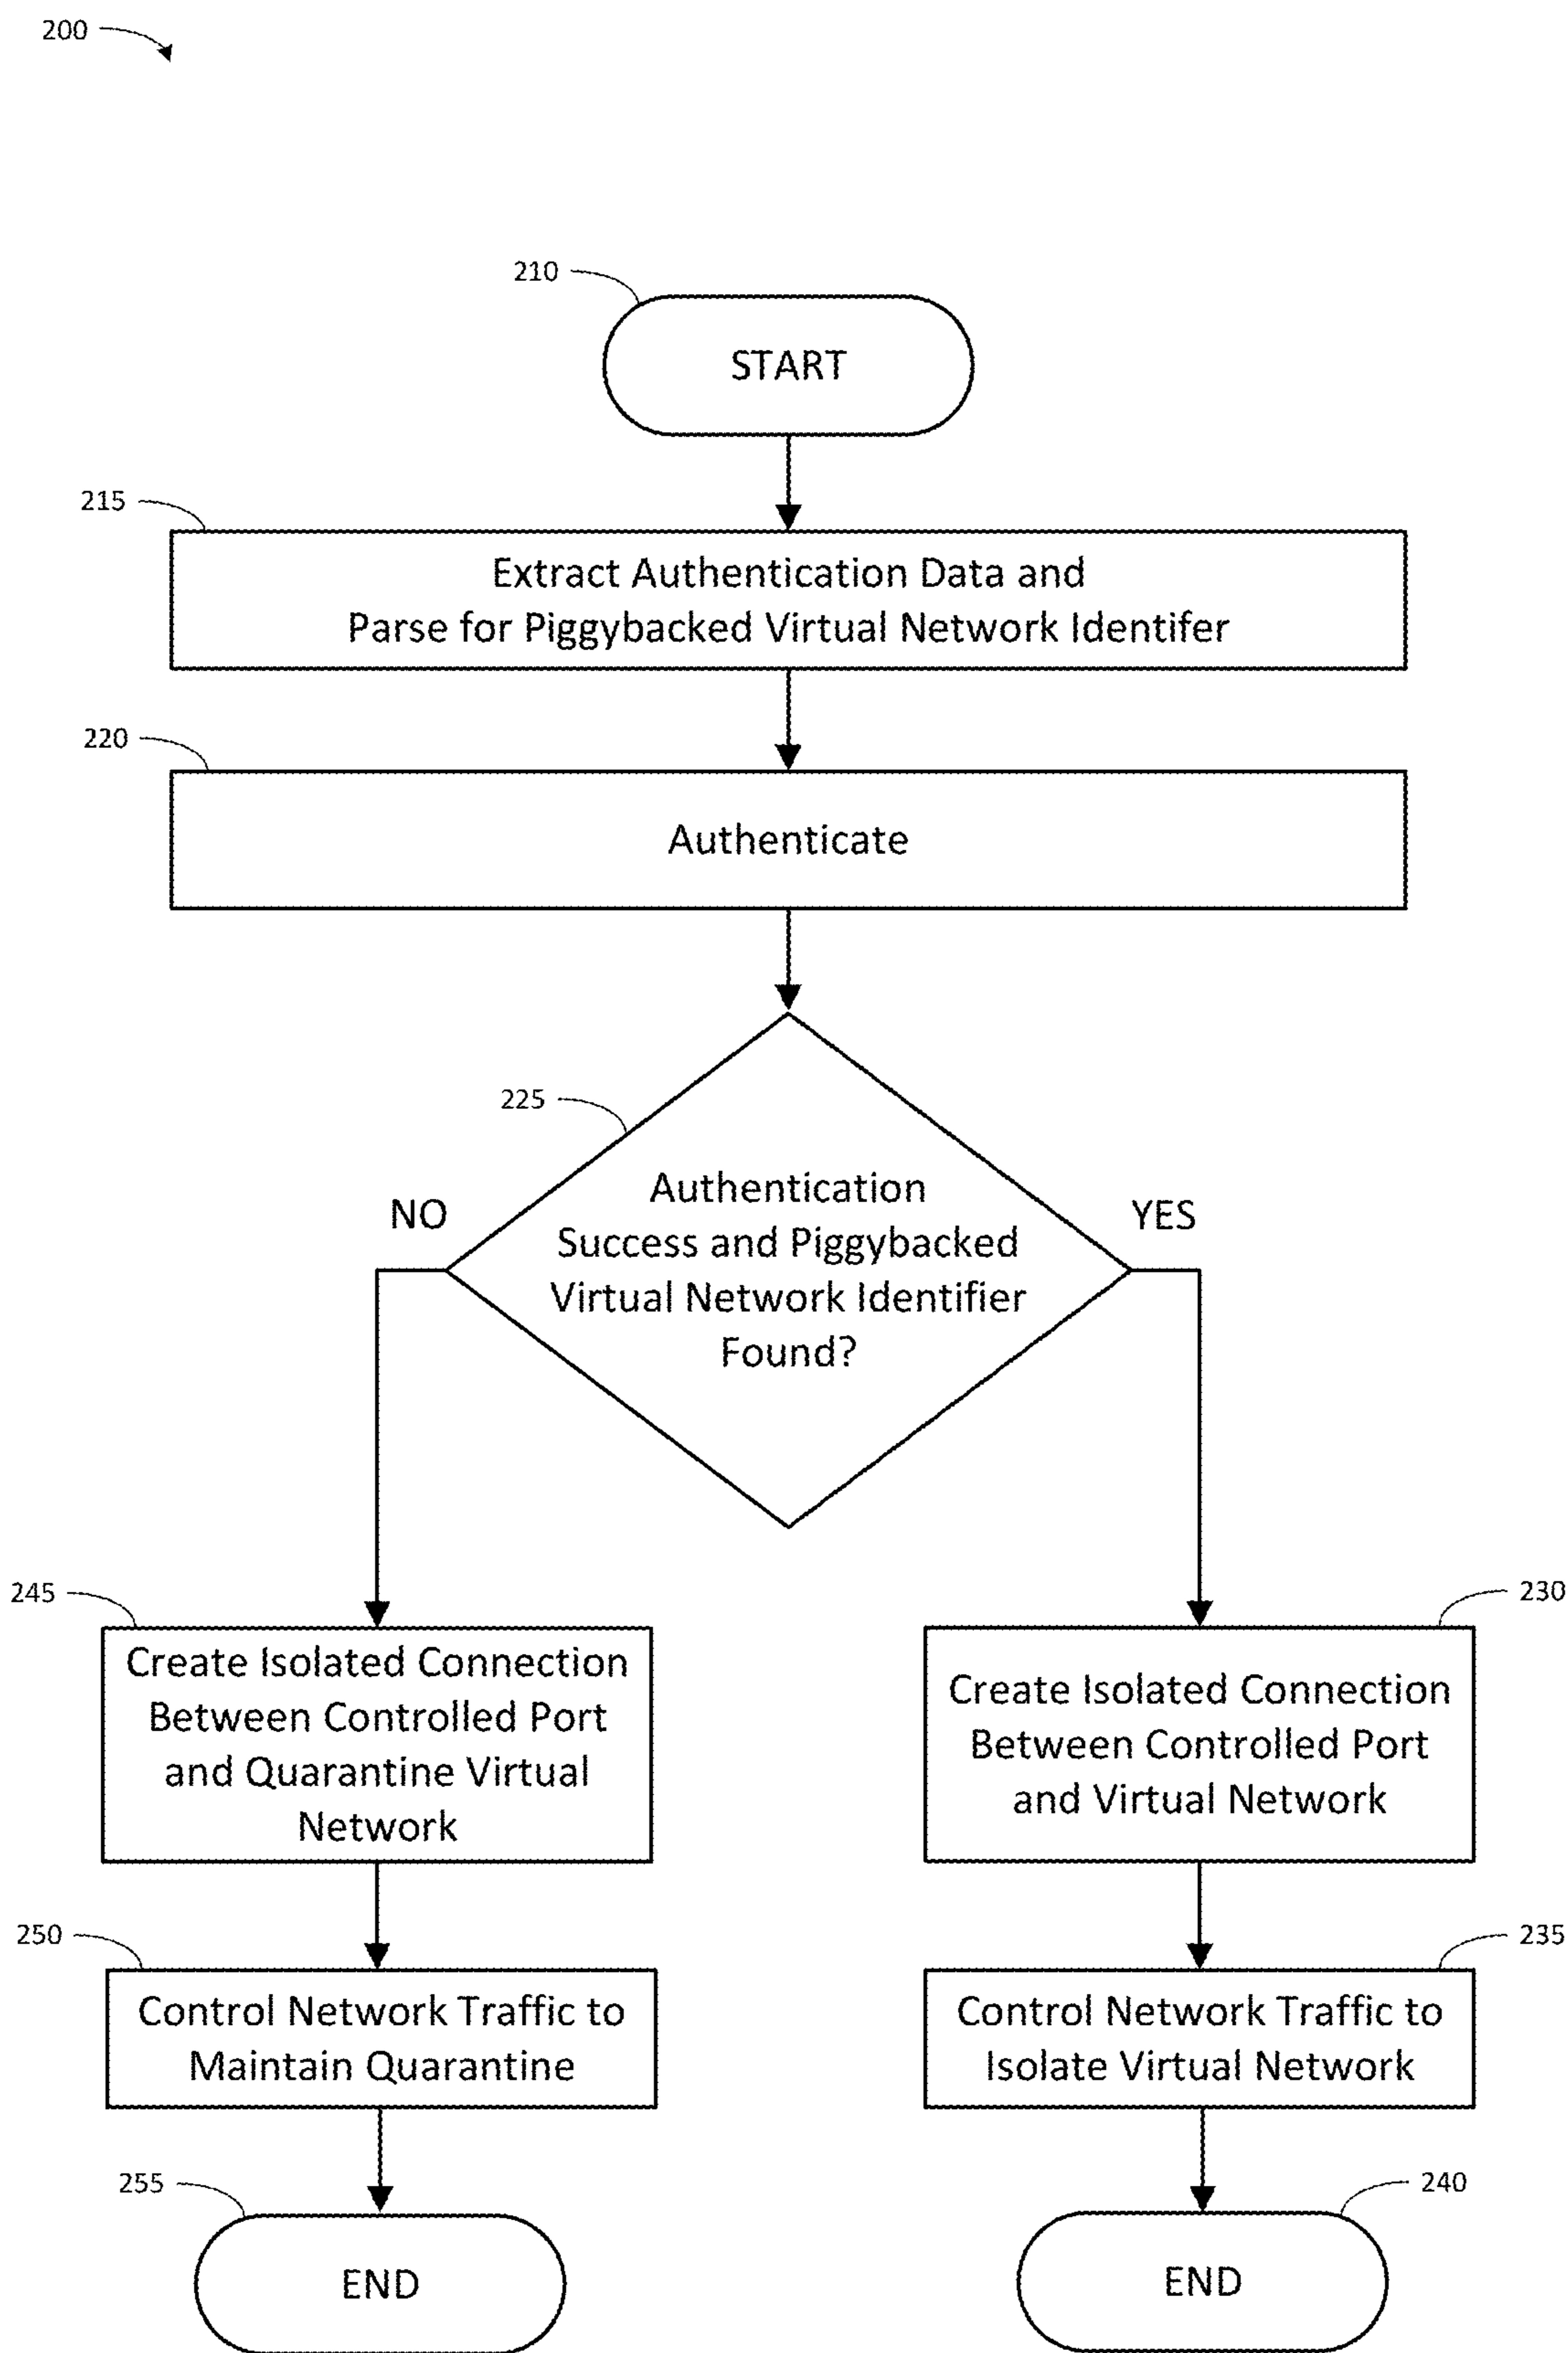 200
210
START
215
Extract Authentication Data and
Parse for Piggybacked Virtual Network Identifer
220
Authenticate
225
Authentication
Success and Piggybacked
Virtual Network Identifier
Found?
NO
YES
245
Create Isolated Connection
Between Controlled Port
and Quarantine Virtual
Network
230
Create Isolated Connection
Between Controlled Port
and Virtual Network
250
Control Network Traffic to
Maintain Quarantine
235
Control Network Traffic to
Isolate Virtual Network
255
END
240
END